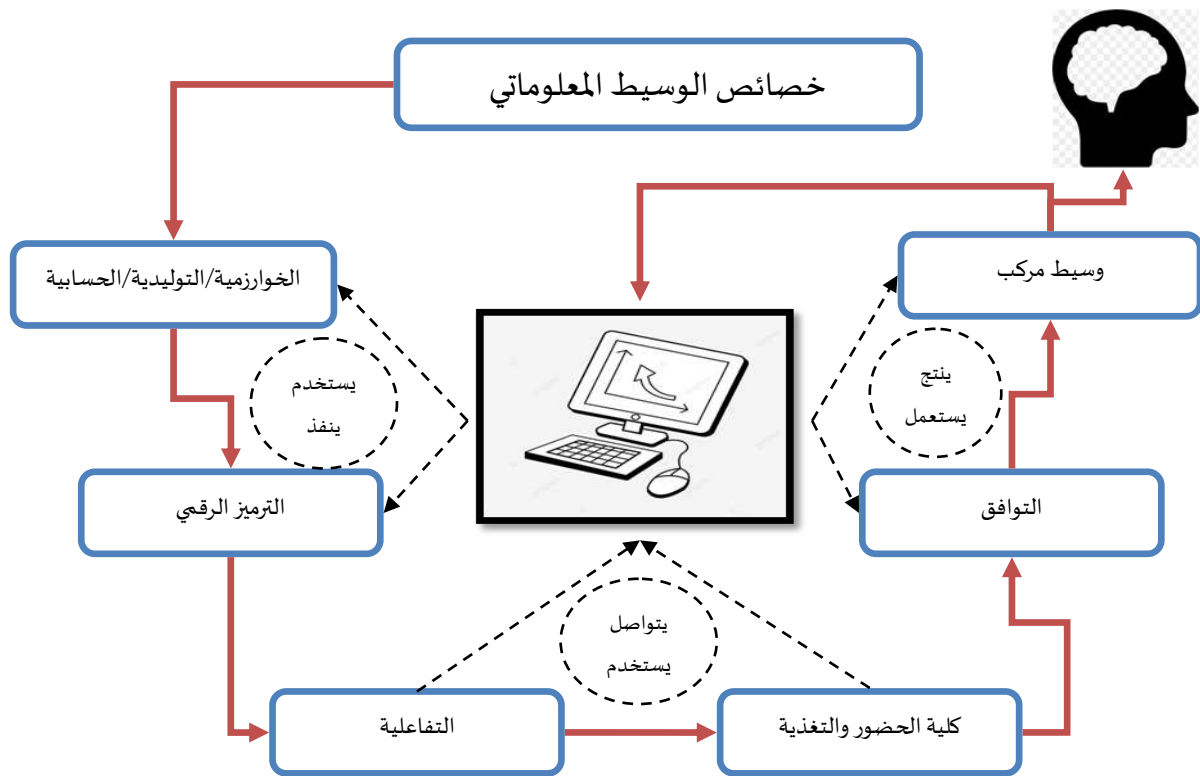 خصائص الوسيط المعلوماتي
وسيط مركب
الخوارزمية/التوليدية/الحسابية
ينتج
يستعمل
يستخدم
ينفذ
التوافق
الترميز الرقمي
يتواصل
يستخدم
كلية الحضور والتغذية
التفاعلية